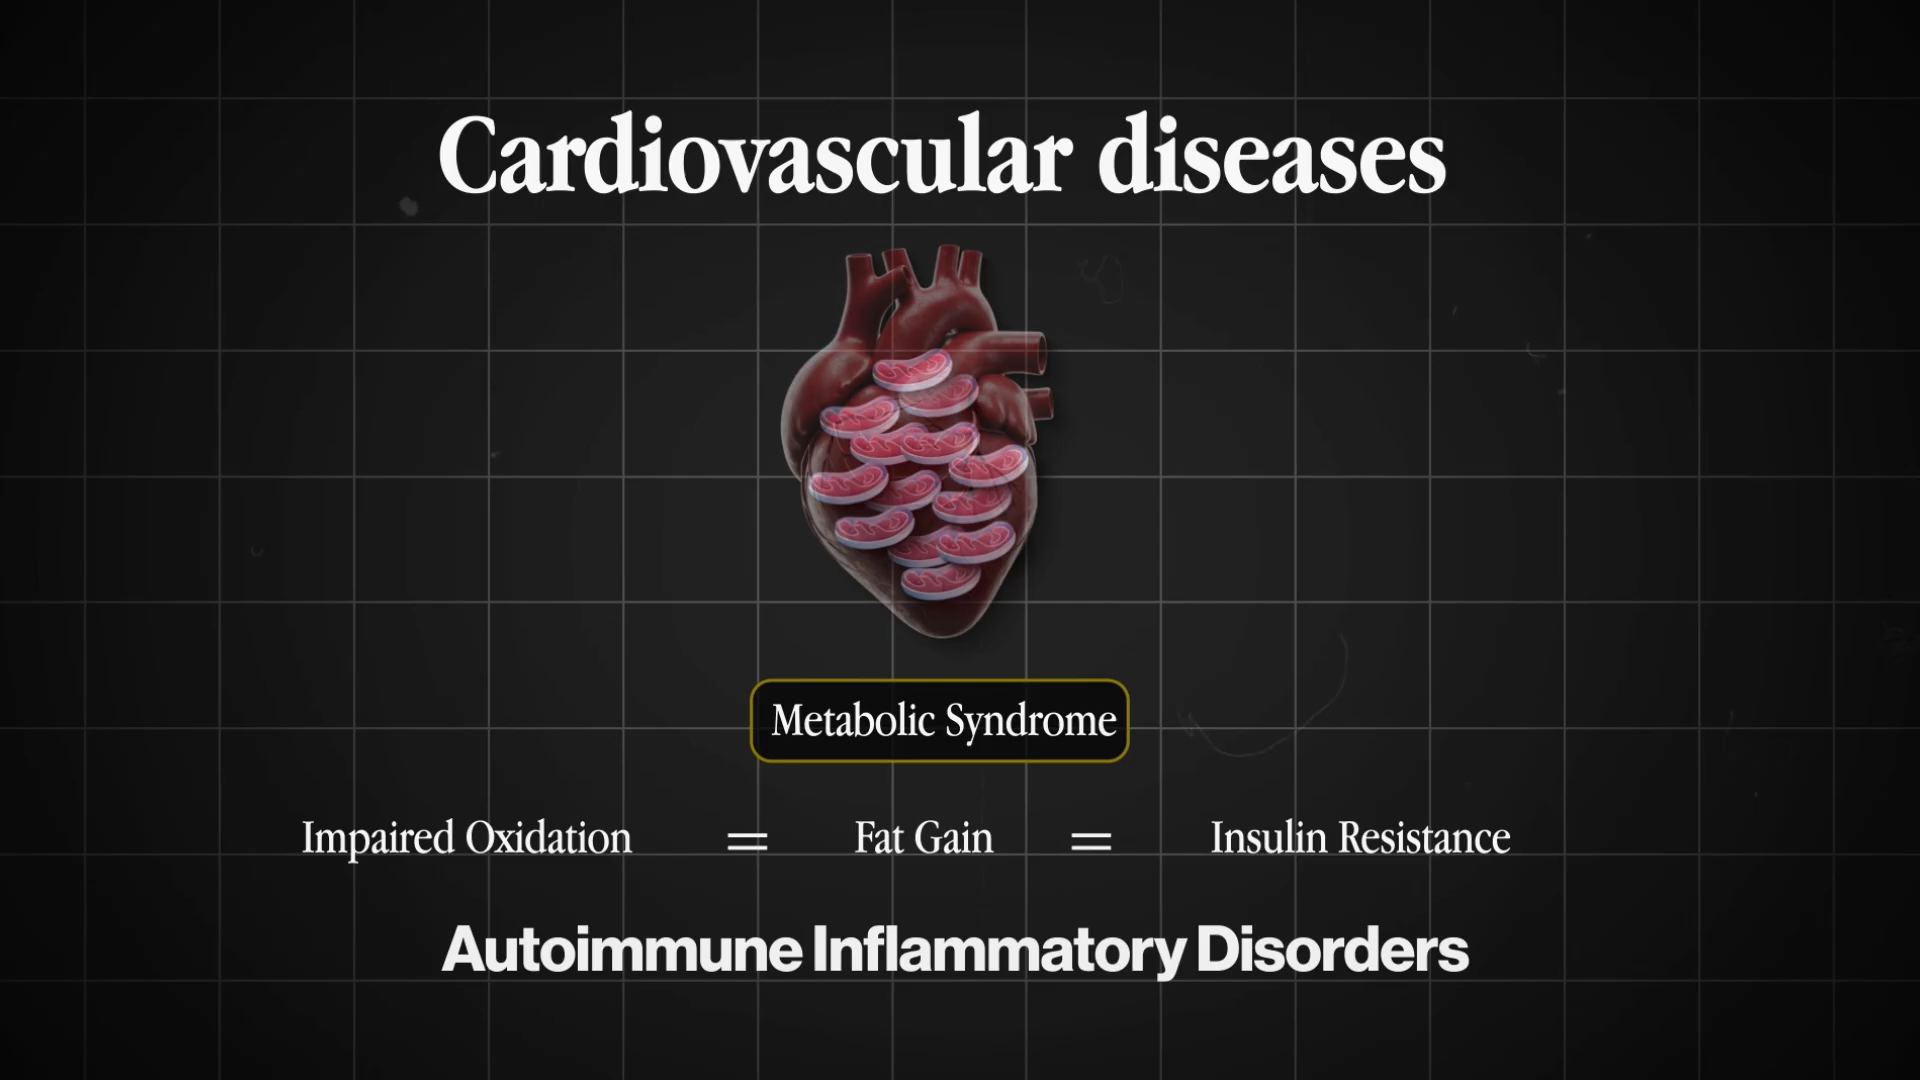 Cardiovascular diseases
Metabolic Syndrome
Impaired Oxidation = Fat Gain = Insulin Resistance
Autoimmune Inflammatory Disorders